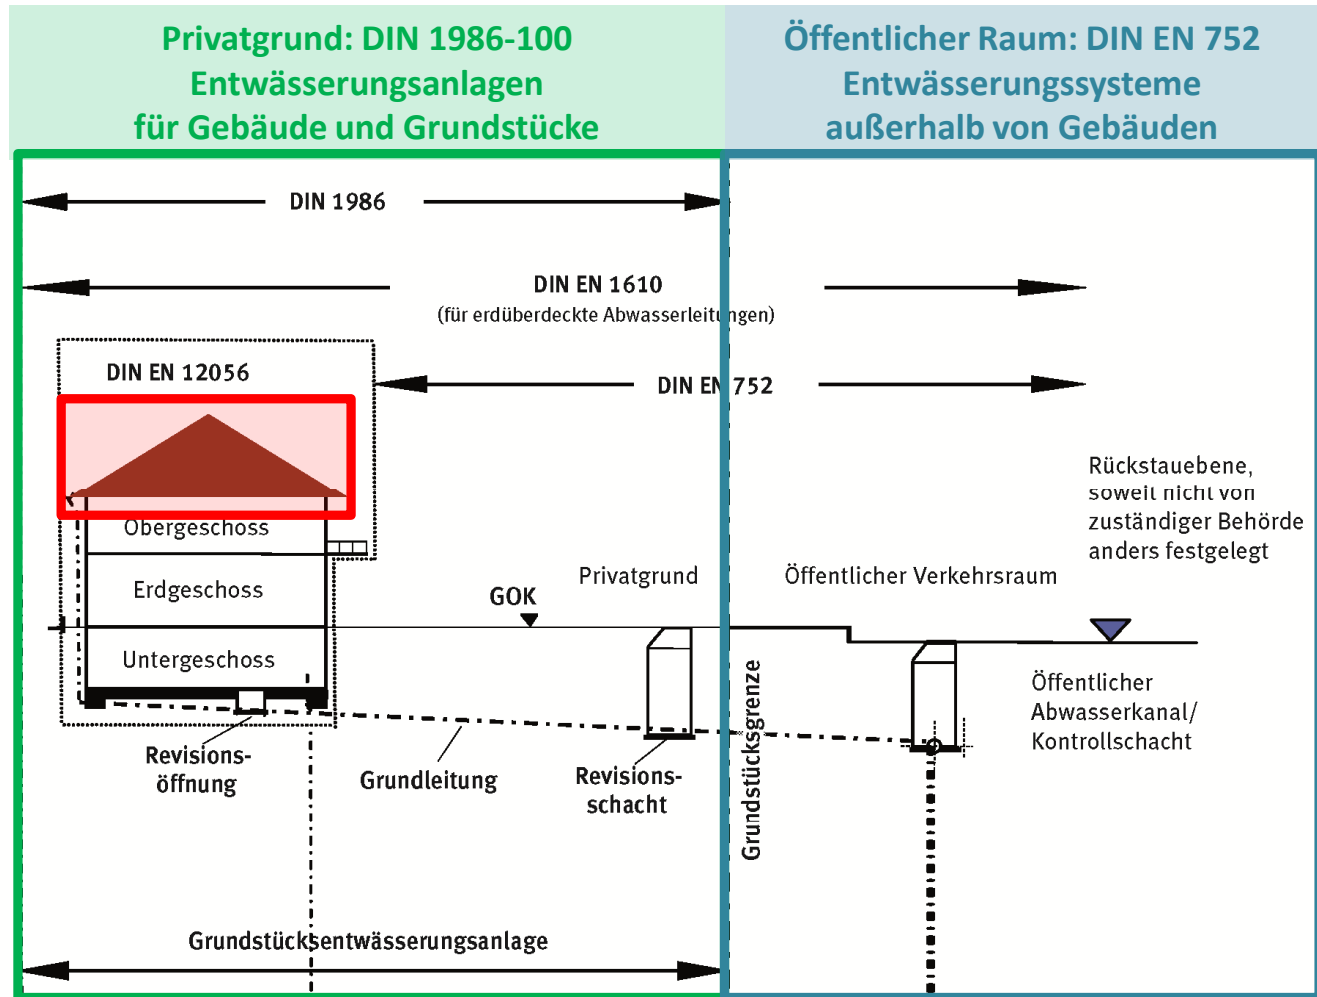 Privatgrund: DIN 1986-100
Entwässerungsanlagen
für Gebäude und Grundstücke
Öffentlicher Raum: DIN EN 752
Entwässerungssysteme
außerhalb von Gebäuden
DIN 1986
DIN EN 1610
(für erdüberdeckte Abwasserleitungen)
DIN EN 12056
DIN EN 752
Rückstauebene,
soweit nicht von
zuständiger Behörde
anders festgelegt
Obergeschoss
Erdgeschoss
Untergeschoss
GOK
Privatgrund
Öffentlicher Verkehrsraum
Öffentlicher
Abwasserkanal/
Kontrollschacht
Revisions-
öffnung
Grundleitung
Revisions-
schacht
Grundstücksgrenze
Grundstücksentwässerungsanlage